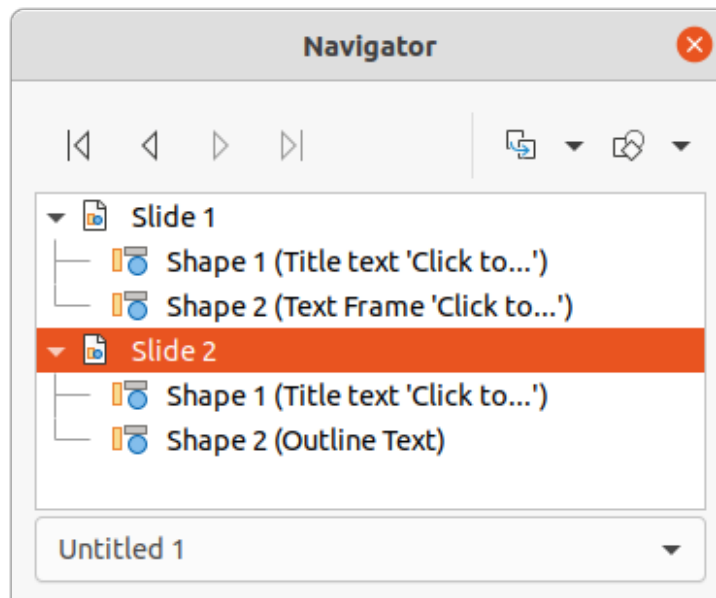 Navigator
Slide 1
Shape 1 (Title text 'Click to...')
Shape 2 (Text Frame 'Click to...')
Slide 2
Shape 1 (Title text 'Click to...')
Shape 2 (Outline Text)
Untitled 1